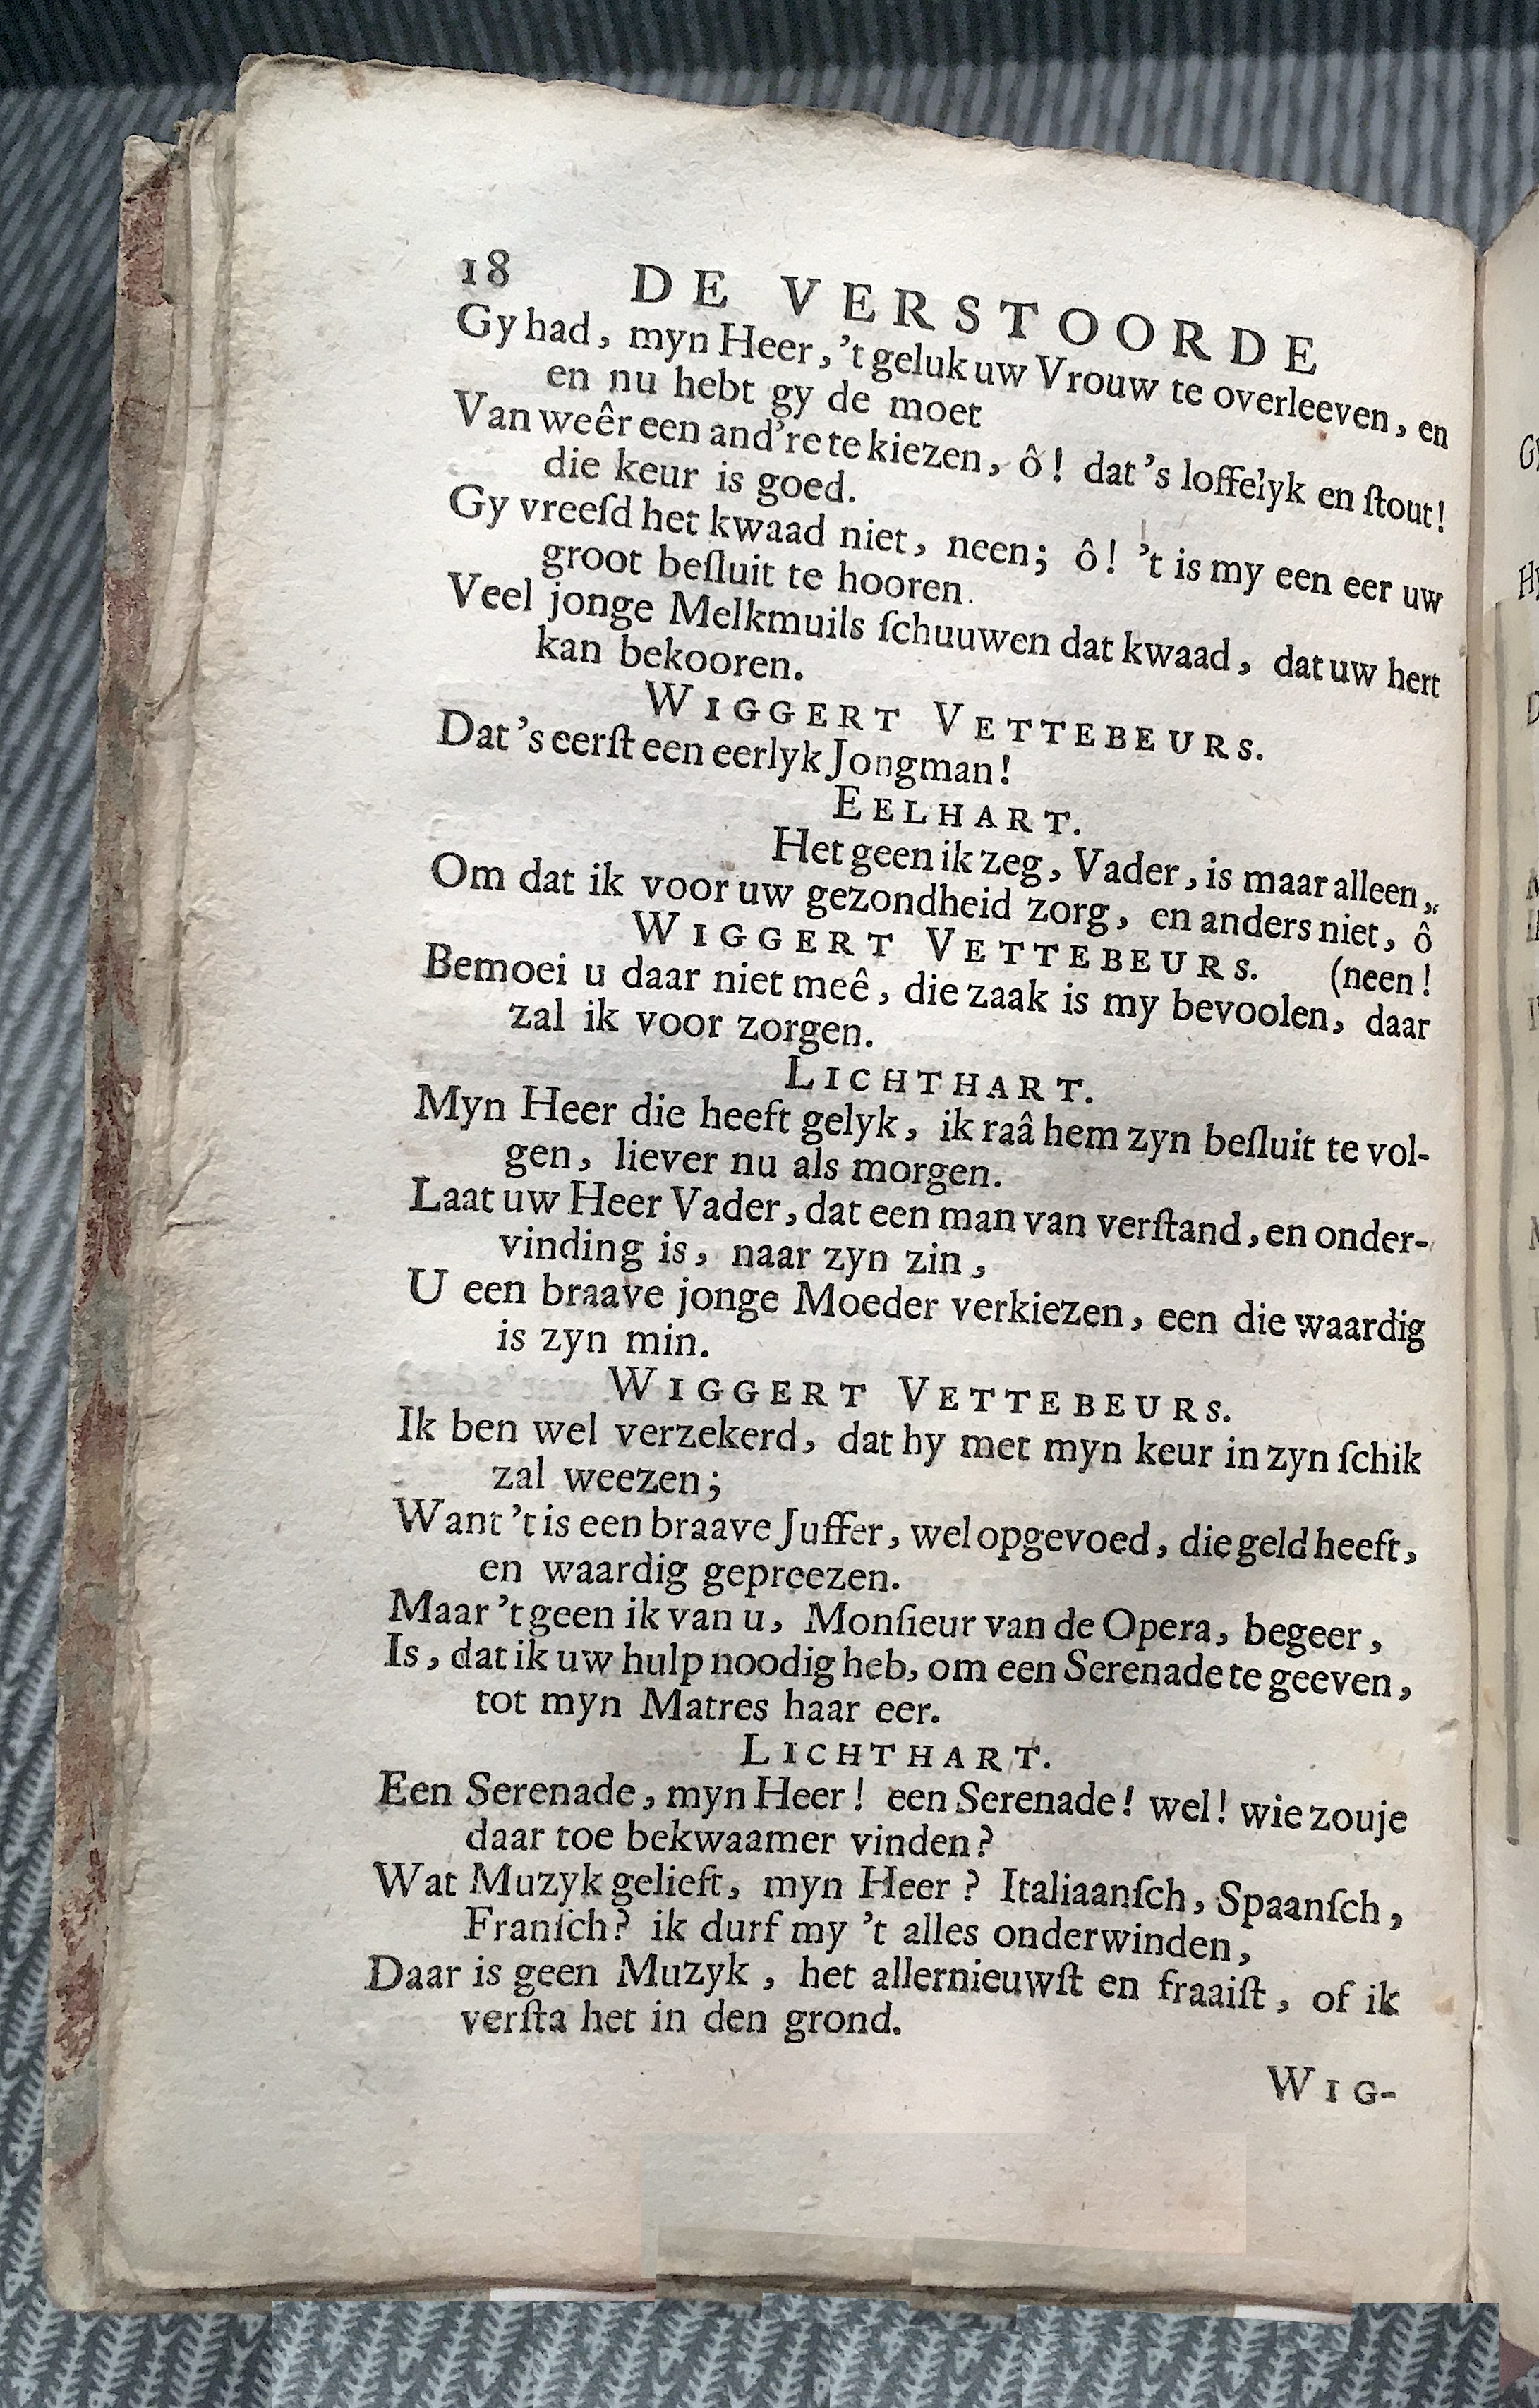 18 DE VERSTOORDE
Gy had, myn Heer, 't geluk uw Vrouw te overleeven, en
en nu hebt gy de moet
Van weêr een and're te kiezen, ô! dat's loffelyk en ſtout!
die keur is goed.
Gy vreeſd het kwaad niet, neen; ô! 't is my een eer uw
groot beſluit te hooren.
Veel jonge Melkmuils ſchuuwen dat kwaad, dat uw hert
kan bekooren.
WIGGERT VETTEBEURS.
Dat's eerſt een eerlyk Jongman!
EELHART.
Het geen ik zeg, Vader, is maar alleen,
Om dat ik voor uw gezondheid zorg, en anders niet, ô
WIGGERT VETTEBEURS. (neen!
Bemoei u daar niet meê, die zaak is my bevoolen, daar
zal ik voor zorgen.
LICHTHART.
Myn Heer die heeft gelyk, ik raâ hem zyn beſluit te vol-
gen, liever nu als morgen.
Laat uw Heer Vader, dat een man van verſtand, en onder-
vinding is, naar zyn zin,
U een braave jonge Moeder verkiezen, een die waardig
is zyn min.
WIGGERT VETTEBEURS.
Ik ben wel verzekerd, dat hy met myn keur in zyn ſchik
zal weezen;
Want 't is een braave Juffer, wel opgevoed, die geld heeft,
en waardig gepreezen.
Maar 't geen ik van u, Monſieur van de Opera, begeer,
Is, dat ik uw hulp noodig heb, om een Serenade te geeven,
tot myn Matres haar eer.
LICHTHART.
Een Serenade, myn Heer! een Serenade! wel! wie zouje
daar toe bekwaamer vinden?
Wat Muzyk gelieft, myn Heer? Italiaanſch, Spaanſch,
Franſch? ik durf my 't alles onderwinden,
Daar is geen Muzyk, het allernieuwſt en fraaiſt, of ik
verſta het in den grond.
WIG-